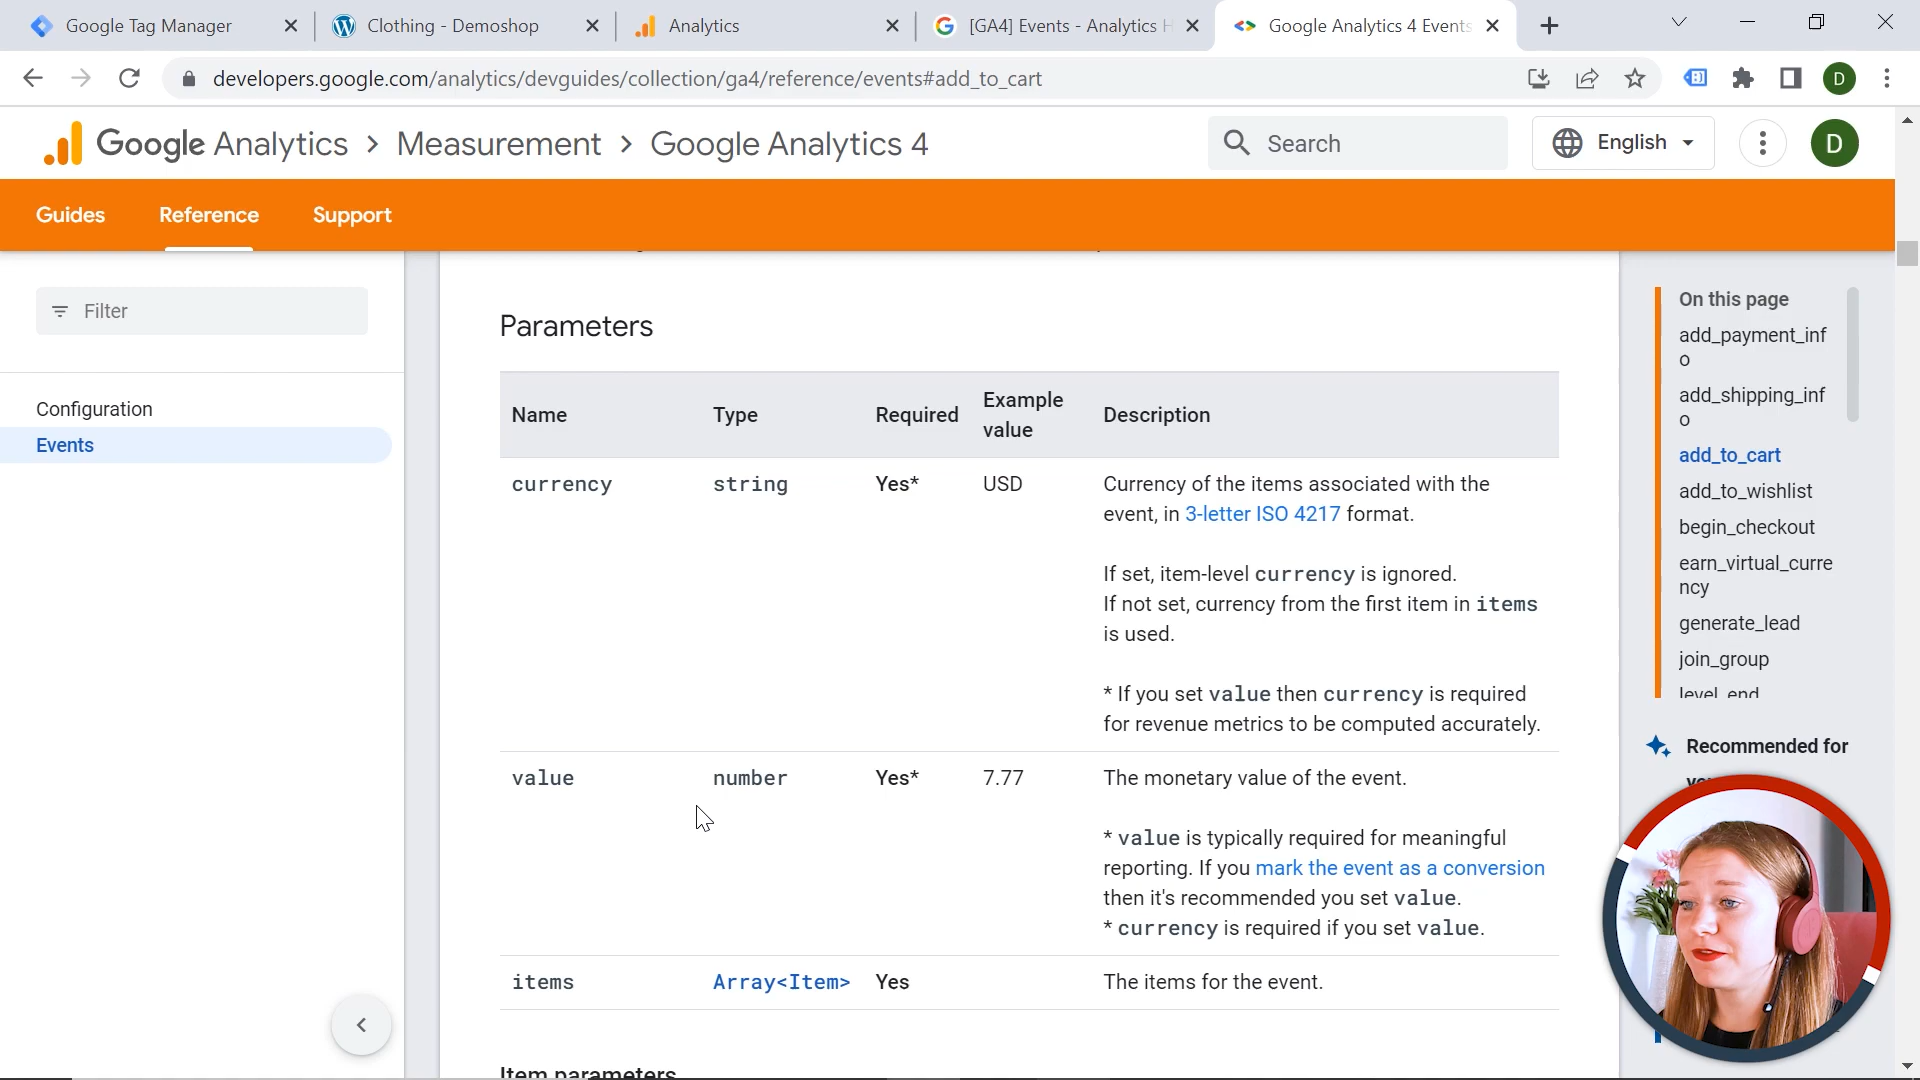 Google Tag Manager
Clothing - Demoshop
Analytics
[GA4] Events - Analytics H
Google Analytics 4 Events
developers.google.com/analytics/devguides/collection/ga4/reference/events#add_to_cart
D
Google Analytics > Measurement > Google Analytics 4
Search
English
D
Guides
Reference
Support
Filter
Configuration
Events
Parameters
Name Type Required Example value Description
currency string Yes* USD Currency of the items associated with the
event, in 3-letter ISO 4217 format.
If set, item-level currency is ignored.
If not set, currency from the first item in items
is used.
* If you set value then currency is required
for revenue metrics to be computed accurately.
value number Yes* 7.77 The monetary value of the event.
* value is typically required for meaningful
reporting. If you mark the event as a conversion
then it's recommended you set value.
* currency is required if you set value.
items Array<Item> Yes The items for the event.
Item parameters
On this page
add_payment_inf
o
add_shipping_inf
o
add_to_cart
add_to_wishlist
begin_checkout
earn_virtual_curre
ncy
generate_lead
join_group
level_end
Recommended for